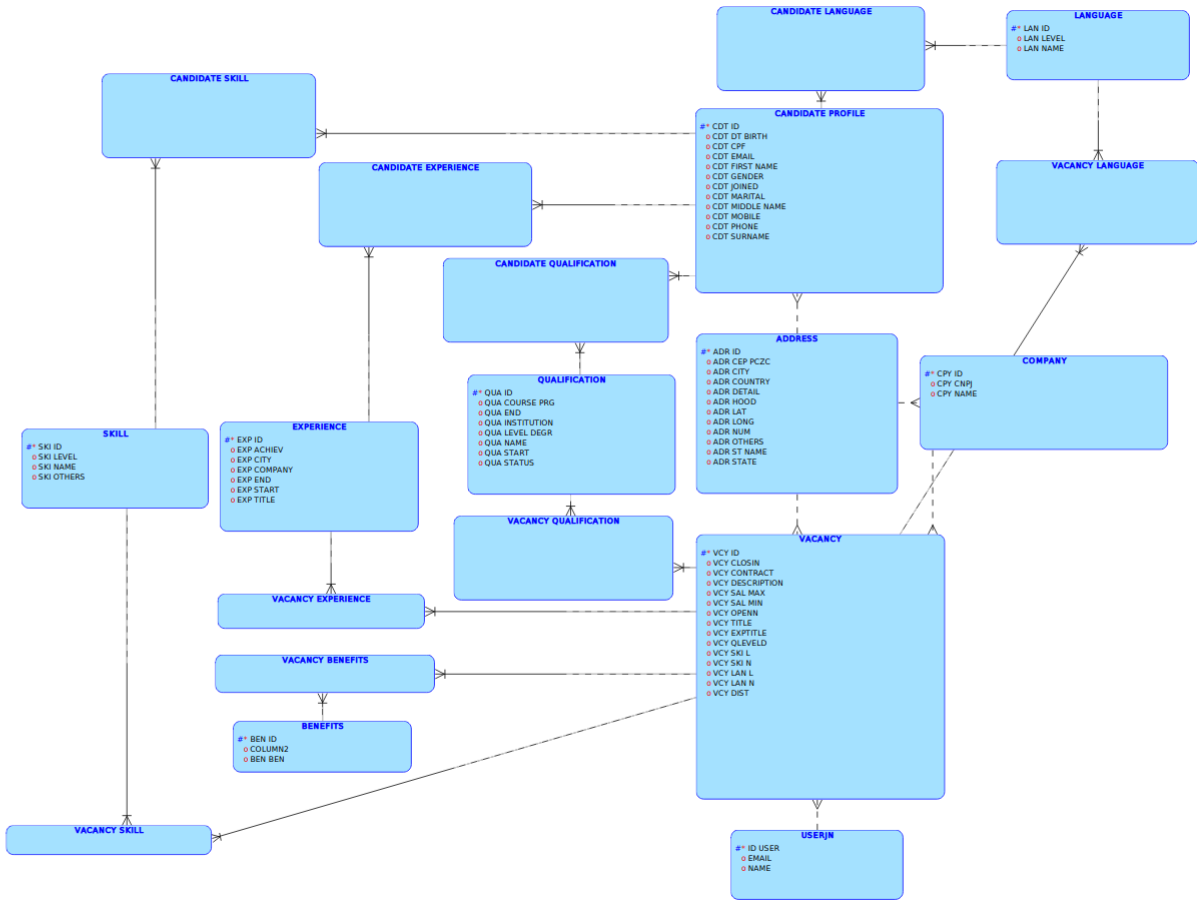 CANDIDATE LANGUAGE
LANGUAGE
#* LAN ID
o LAN LEVEL
o LAN NAME
CANDIDATE SKILL
CANDIDATE PROFILE
#* CDT ID
o CDT DT BIRTH
o CDT CPF
o CDT EMAIL
o CDT FIRST NAME
o CDT GENDER
o CDT JOINED
o CDT MARITAL
o CDT MIDDLE NAME
o CDT MOBILE
o CDT PHONE
o CDT SURNAME
CANDIDATE EXPERIENCE
VACANCY LANGUAGE
CANDIDATE QUALIFICATION
ADDRESS
#* ADR ID
o ADR CEP PCZC
o ADR CITY
o ADR COUNTRY
o ADR DETAIL
o ADR HOOD
o ADR LAT
o ADR LONG
o ADR NUM
o ADR OTHERS
o ADR ST NAME
o ADR STATE
COMPANY
#* CPY ID
o CPY CNPJ
o CPY NAME
QUALIFICATION
#* QUA ID
o QUA COURSE PRG
o QUA END
o QUA INSTITUTION
o QUA LEVEL DEGR
o QUA NAME
o QUA START
o QUA STATUS
SKILL
#* SKI ID
o SKI LEVEL
o SKI NAME
o SKI OTHERS
EXPERIENCE
#* EXP ID
o EXP ACHIEV
o EXP CITY
o EXP COMPANY
o EXP END
o EXP START
o EXP TITLE
VACANCY QUALIFICATION
VACANCY
#* VCY ID
o VCY CLOSIN
o VCY CONTRACT
o VCY DESCRIPTION
o VCY SAL MAX
o VCY SAL MIN
o VCY OPENN
o VCY TITLE
o VCY EXPTITLE
o VCY QLEVELD
o VCY SKI L
o VCY SKI N
o VCY LAN L
o VCY LAN N
o VCY DIST
VACANCY EXPERIENCE
VACANCY BENEFITS
BENEFITS
#* BEN ID
o COLUMN2
o BEN BEN
VACANCY SKILL
USERJN
#* ID USER
o EMAIL
o NAME